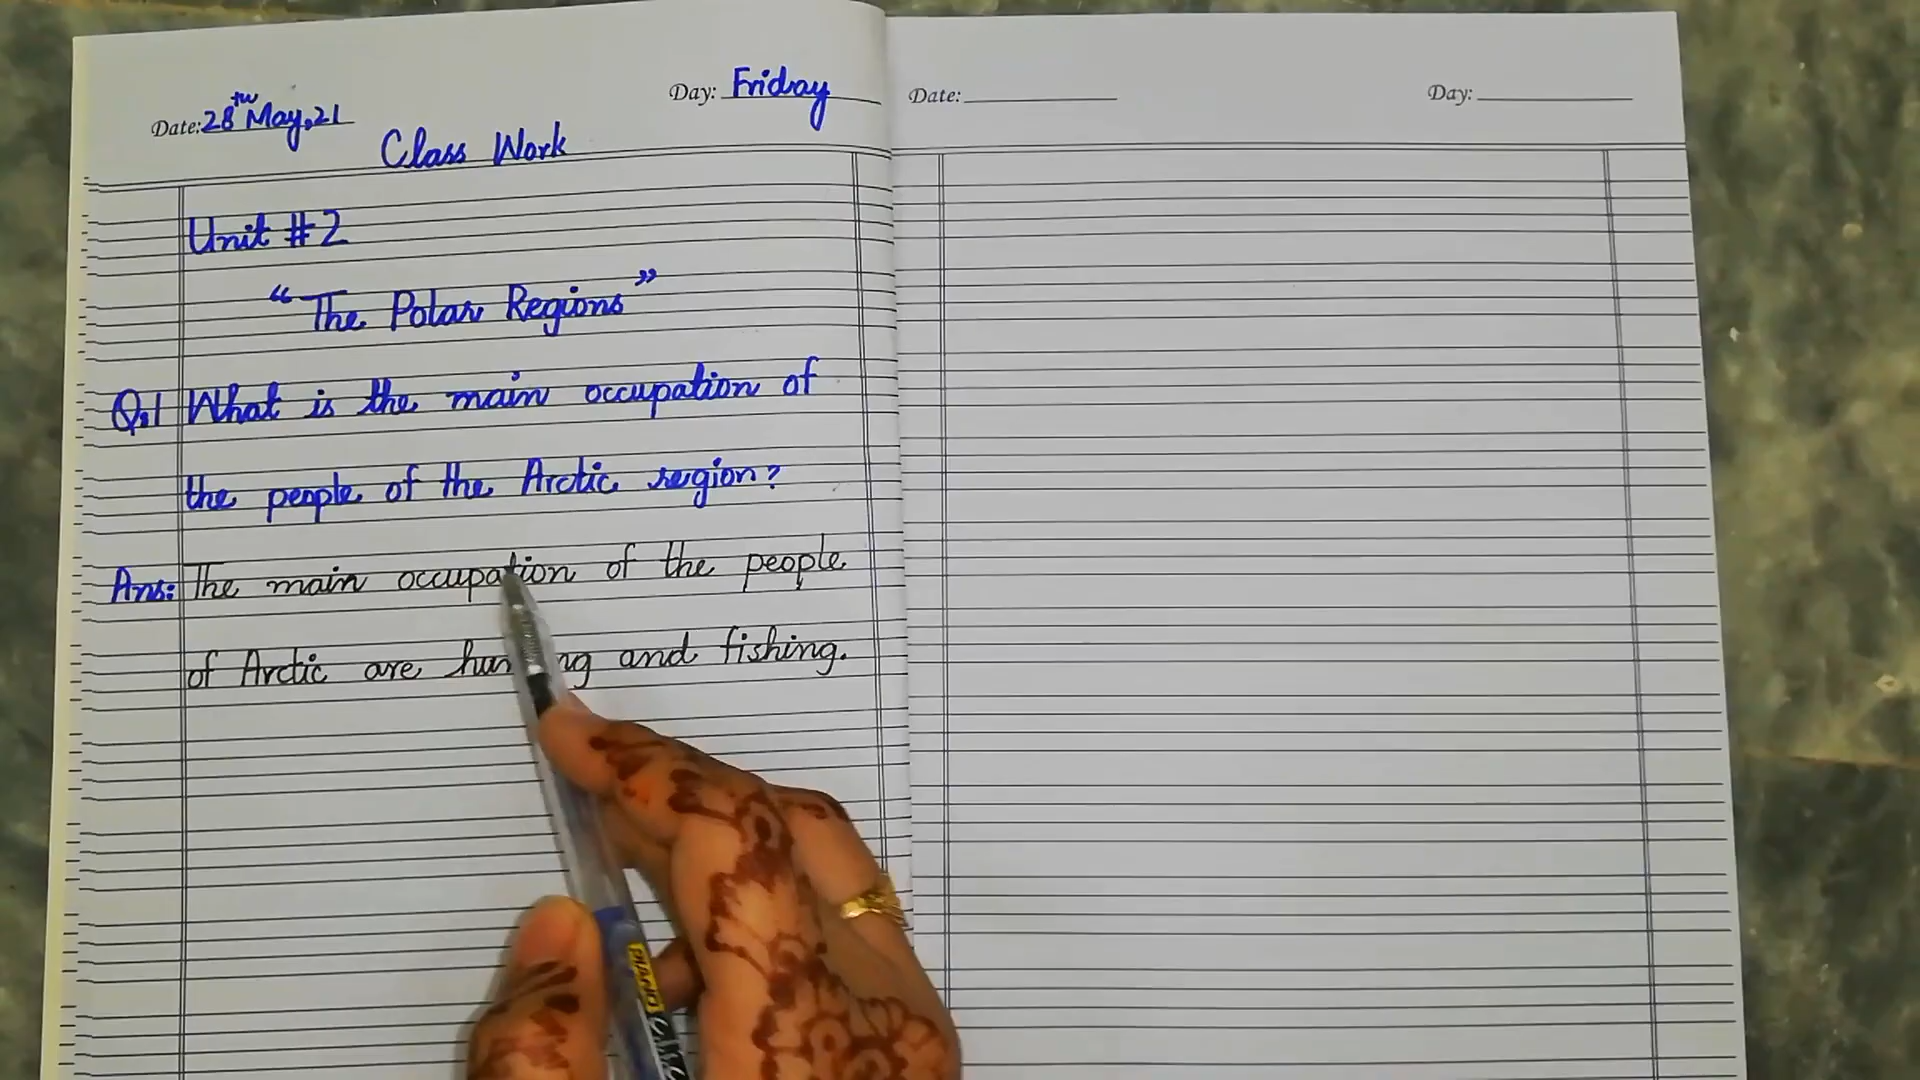 Date: 28th May, 21
Day: Friday
Class Work
Unit #2
"The Polar Regions"
Q.1 What is the main occupation of
the people of the Arctic region?
Ans: The main occupation of the people
of Arctic are hunting and fishing.
Date:
Day:
PIANO